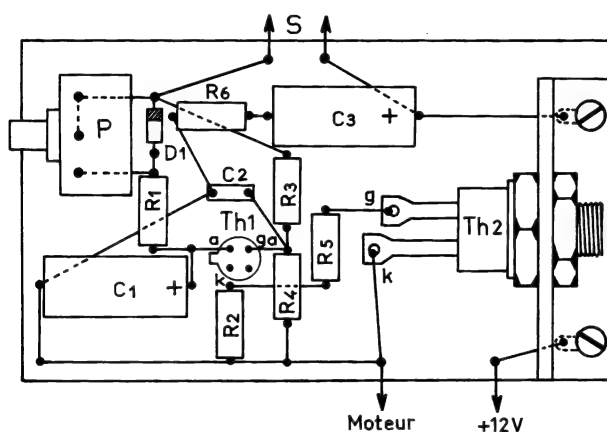 S
P
D1
R6
C3 +
C2
R3
R1
Th1
a
ga
k
R5
g
Th2
k
C1 +
R2
R4
Moteur
+12V